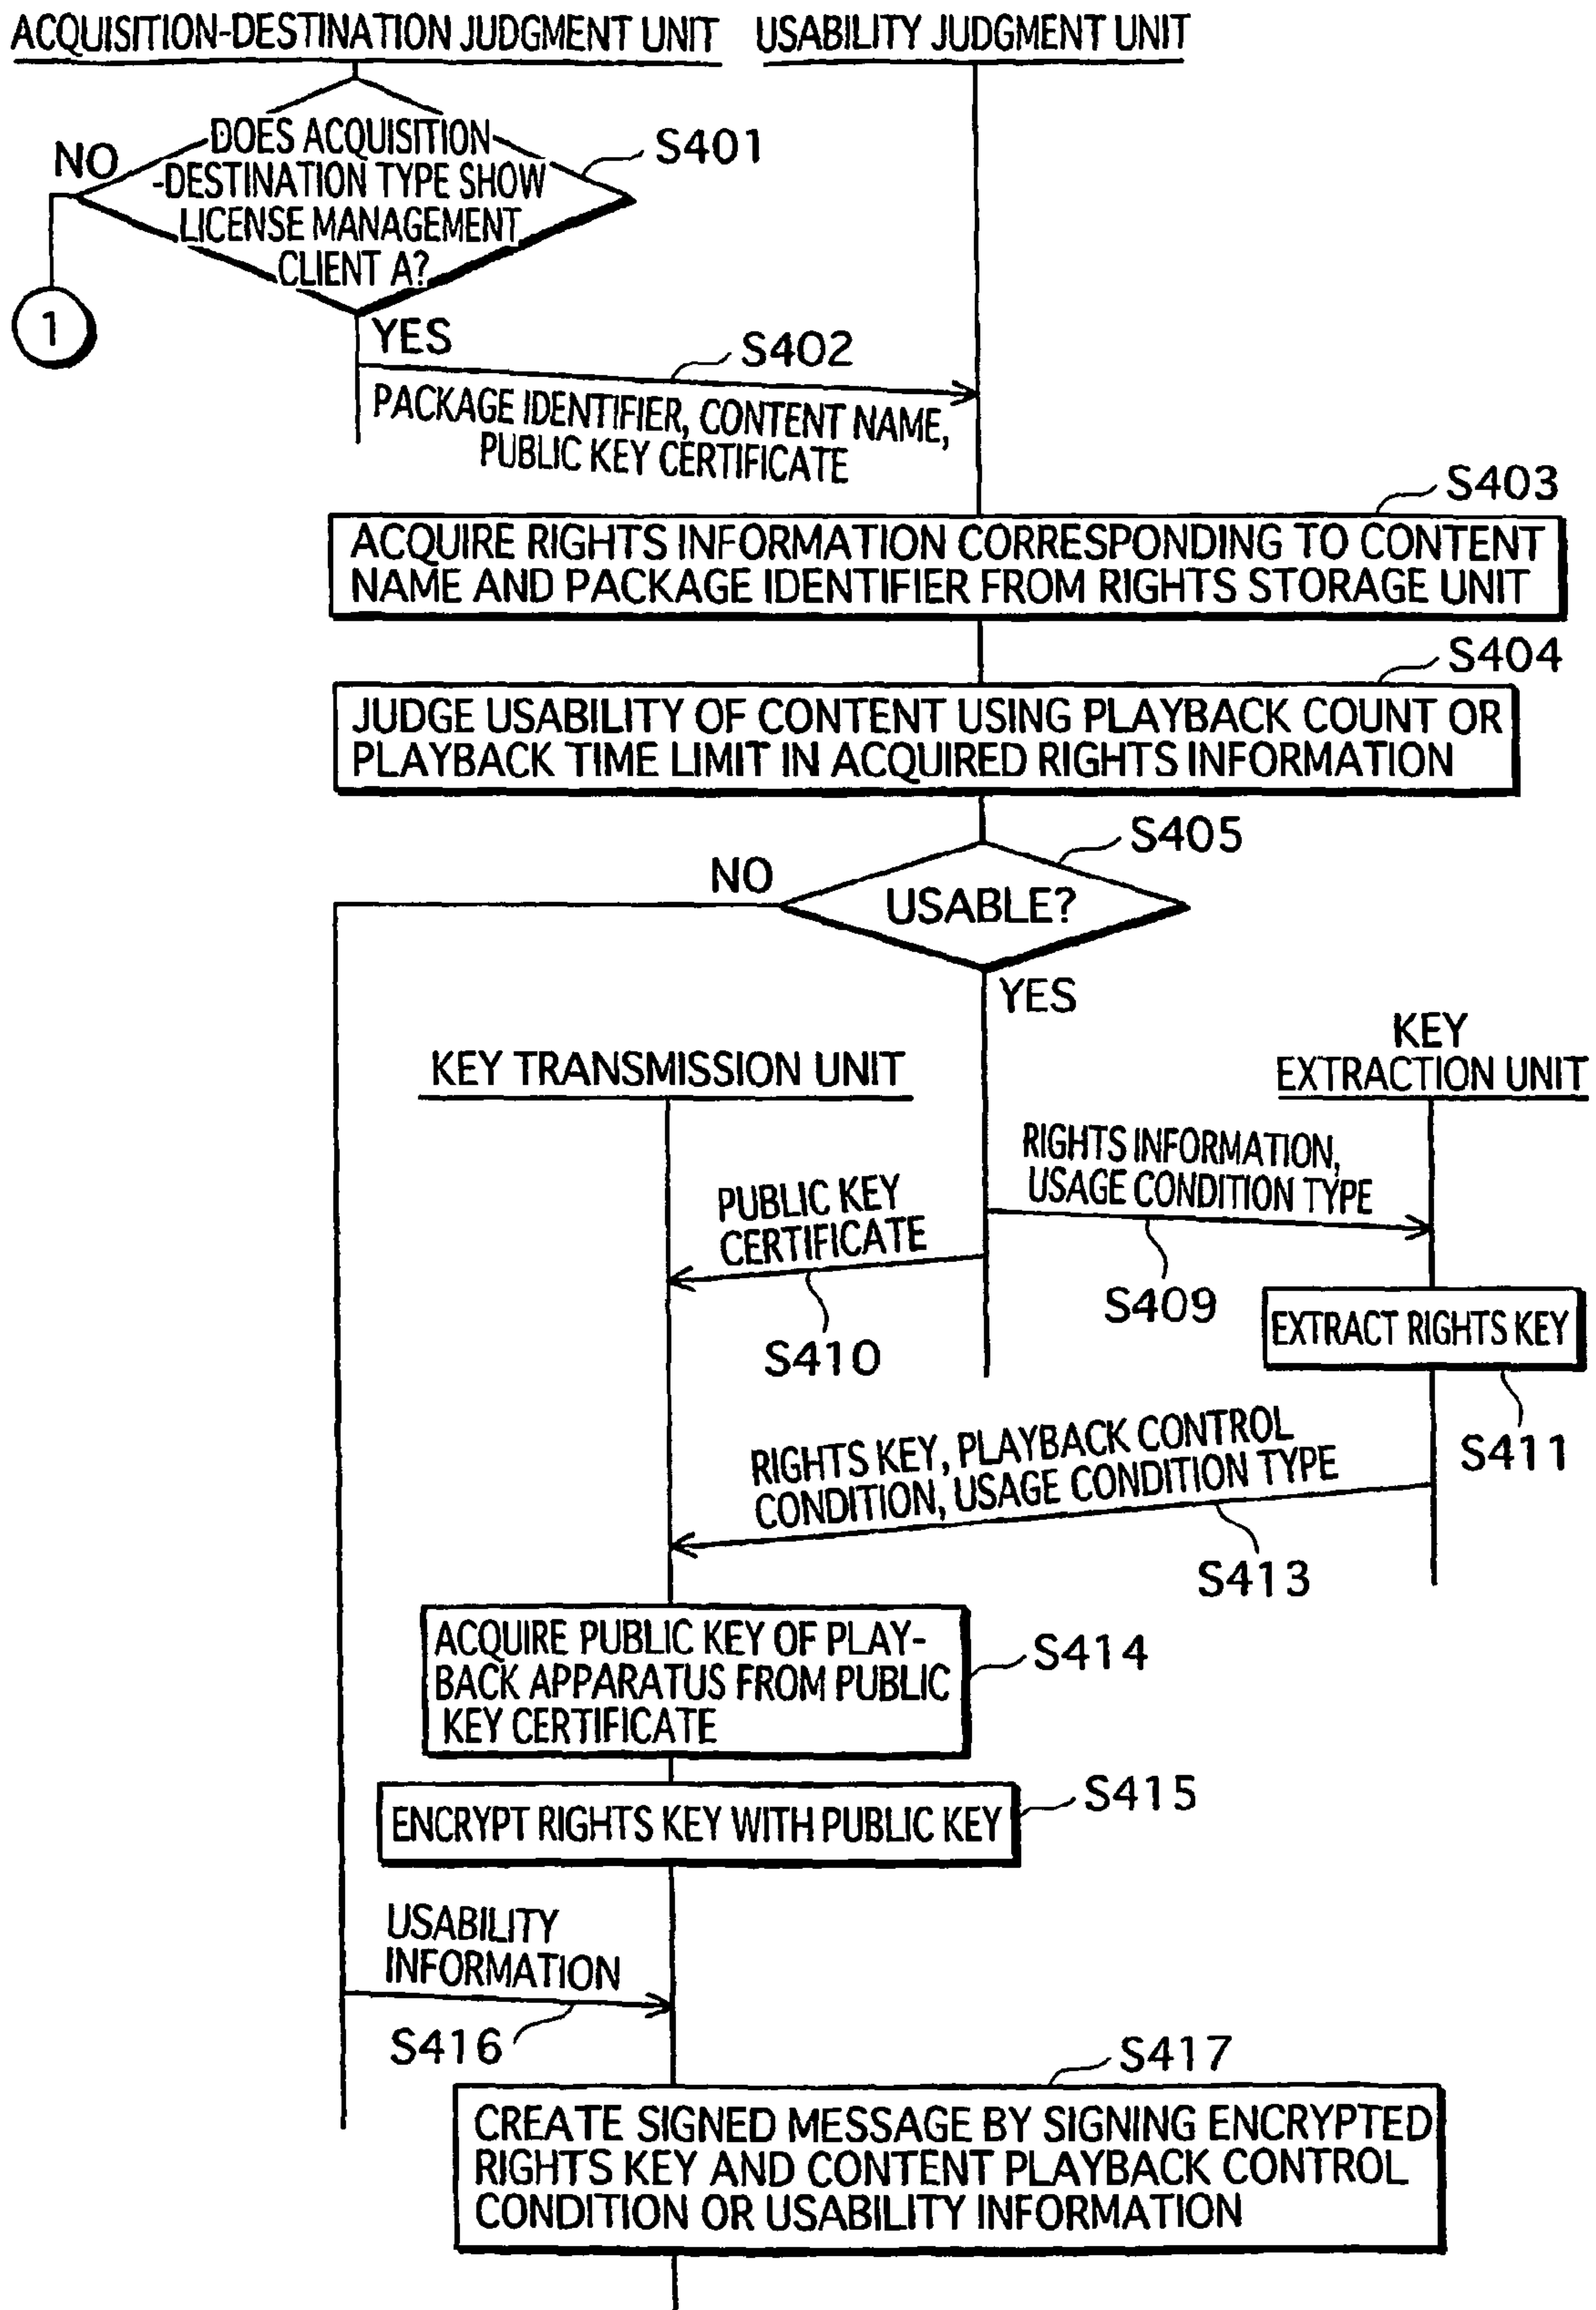 ACQUISITION-DESTINATION JUDGMENT UNIT
USABILITY JUDGMENT UNIT
NO
DOES ACQUISITION
-DESTINATION TYPE SHOW
LICENSE MANAGEMENT
CLIENT A?
S401
1
YES
S402
PACKAGE IDENTIFIER, CONTENT NAME,
PUBLIC KEY CERTIFICATE
S403
ACQUIRE RIGHTS INFORMATION CORRESPONDING TO CONTENT
NAME AND PACKAGE IDENTIFIER FROM RIGHTS STORAGE UNIT
S404
JUDGE USABILITY OF CONTENT USING PLAYBACK COUNT OR
PLAYBACK TIME LIMIT IN ACQUIRED RIGHTS INFORMATION
S405
NO
USABLE?
YES
KEY TRANSMISSION UNIT
KEY
EXTRACTION UNIT
RIGHTS INFORMATION,
USAGE CONDITION TYPE
PUBLIC KEY
CERTIFICATE
S409
S410
EXTRACT RIGHTS KEY
S411
RIGHTS KEY, PLAYBACK CONTROL
CONDITION, USAGE CONDITION TYPE
S413
ACQUIRE PUBLIC KEY OF PLAY-
BACK APPARATUS FROM PUBLIC
KEY CERTIFICATE
S414
ENCRYPT RIGHTS KEY WITH PUBLIC KEY
S415
USABILITY
INFORMATION
S416
S417
CREATE SIGNED MESSAGE BY SIGNING ENCRYPTED
RIGHTS KEY AND CONTENT PLAYBACK CONTROL
CONDITION OR USABILITY INFORMATION